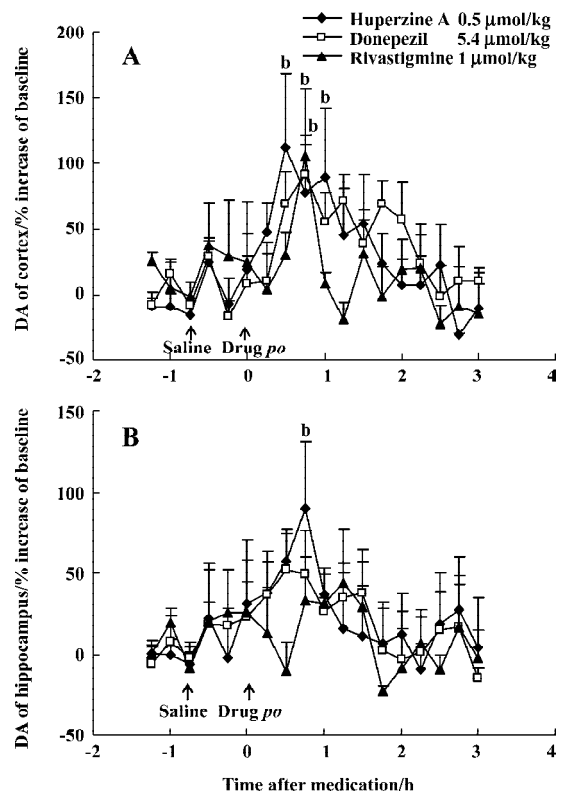 Huperzine A 0.5 μmol/kg
Donepezil 5.4 μmol/kg
Rivastigmine 1 μmol/kg
A
DA of cortex/% increase of baseline
200
150
100
50
0
-50
b
b
b
b
Saline
Drug po
-2
-1
0
1
2
3
4
B
DA of hippocampus/% increase of baseline
150
100
50
0
-50
b
Saline
Drug po
-2
-1
0
1
2
3
4
Time after medication/h